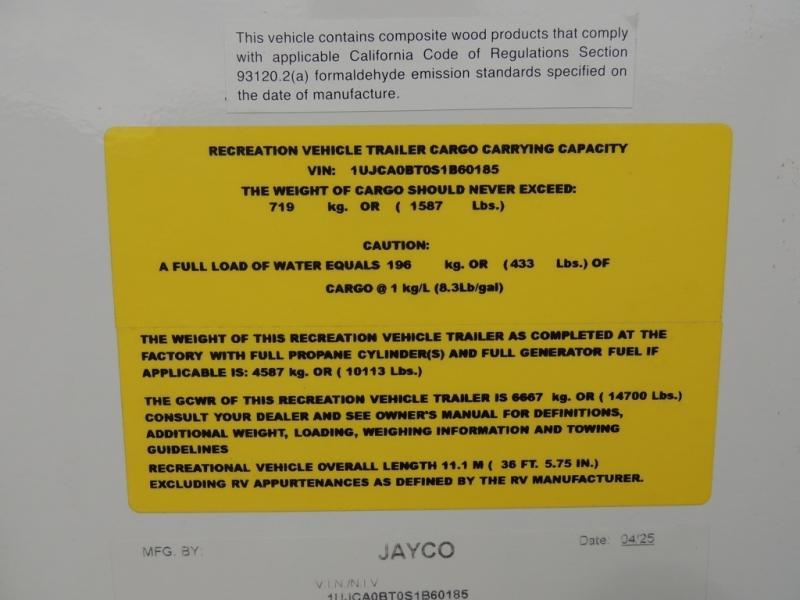 This vehicle contains composite wood products that comply
with applicable California Code of Regulations Section
93120.2(a) formaldehyde emission standards specified on
the date of manufacture.
RECREATION VEHICLE TRAILER CARGO CARRYING CAPACITY
VIN: 1UJCA0BT0S1B60185
THE WEIGHT OF CARGO SHOULD NEVER EXCEED:
719 kg. OR ( 1587 Lbs.)
CAUTION:
A FULL LOAD OF WATER EQUALS 196 kg. OR (433 Lbs.) OF
CARGO @ 1 kg/L (8.3Lb/gal)
THE WEIGHT OF THIS RECREATION VEHICLE TRAILER AS COMPLETED AT THE
FACTORY WITH FULL PROPANE CYLINDER(S) AND FULL GENERATOR FUEL IF
APPLICABLE IS: 4587 kg. OR ( 10113 Lbs.)
THE GCWR OF THIS RECREATION VEHICLE TRAILER IS 6667 kg. OR ( 14700 Lbs.)
CONSULT YOUR DEALER AND SEE OWNER'S MANUAL FOR DEFINITIONS,
ADDITIONAL WEIGHT, LOADING, WEIGHING INFORMATION AND TOWING
GUIDELINES
RECREATIONAL VEHICLE OVERALL LENGTH 11.1 M ( 36 FT. 5.75 IN.)
EXCLUDING RV APPURTENANCES AS DEFINED BY THE RV MANUFACTURER.
MFG. BY: JAYCO Date: 04/25
V.I.N./N.I.V
1UJCA0BT0S1B60185